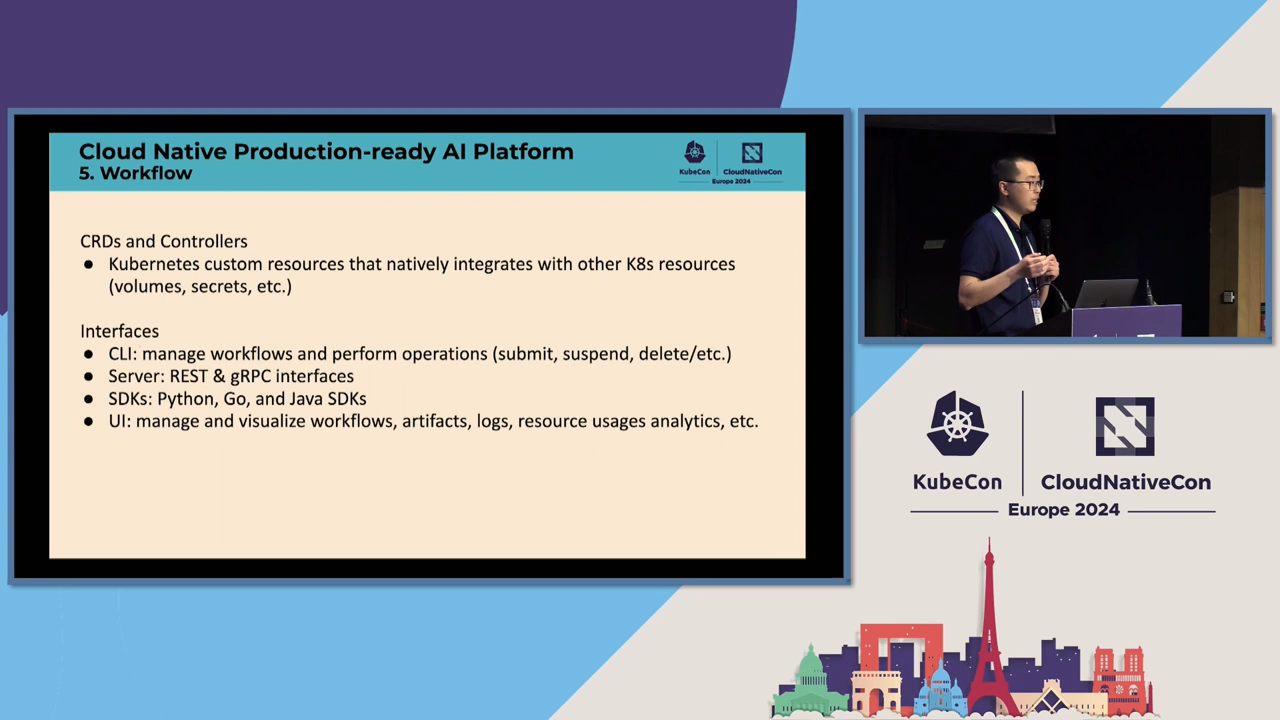 Cloud Native Production-ready AI Platform
5. Workflow
KubeCon
CloudNativeCon
Europe 2024
CRDs and Controllers
● Kubernetes custom resources that natively integrates with other K8s resources
(volumes, secrets, etc.)
Interfaces
● CLI: manage workflows and perform operations (submit, suspend, delete/etc.)
● Server: REST & gRPC interfaces
● SDKs: Python, Go, and Java SDKs
● UI: manage and visualize workflows, artifacts, logs, resource usages analytics, etc.
KubeCon
CloudNativeCon
Europe 2024